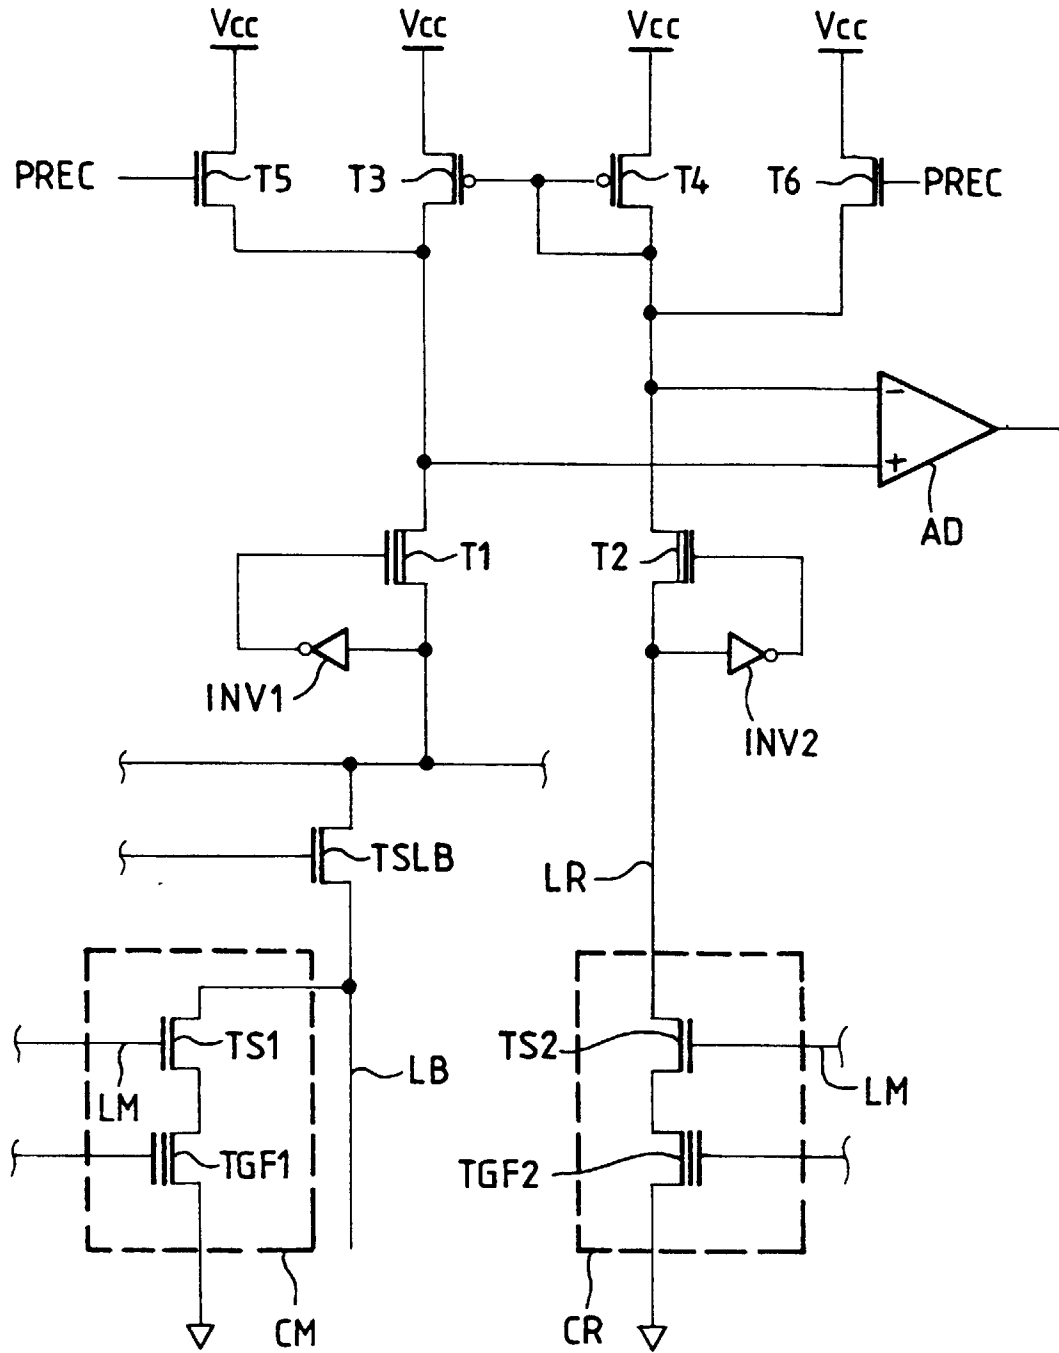 Vcc Vcc Vcc Vcc
PREC T5 T3 T4 T6 PREC
−
+
AD
T1 T2
INV1
INV2
TSLB
LR
TS1 TS2
LM LB LM
TGF1 TGF2
CM CR